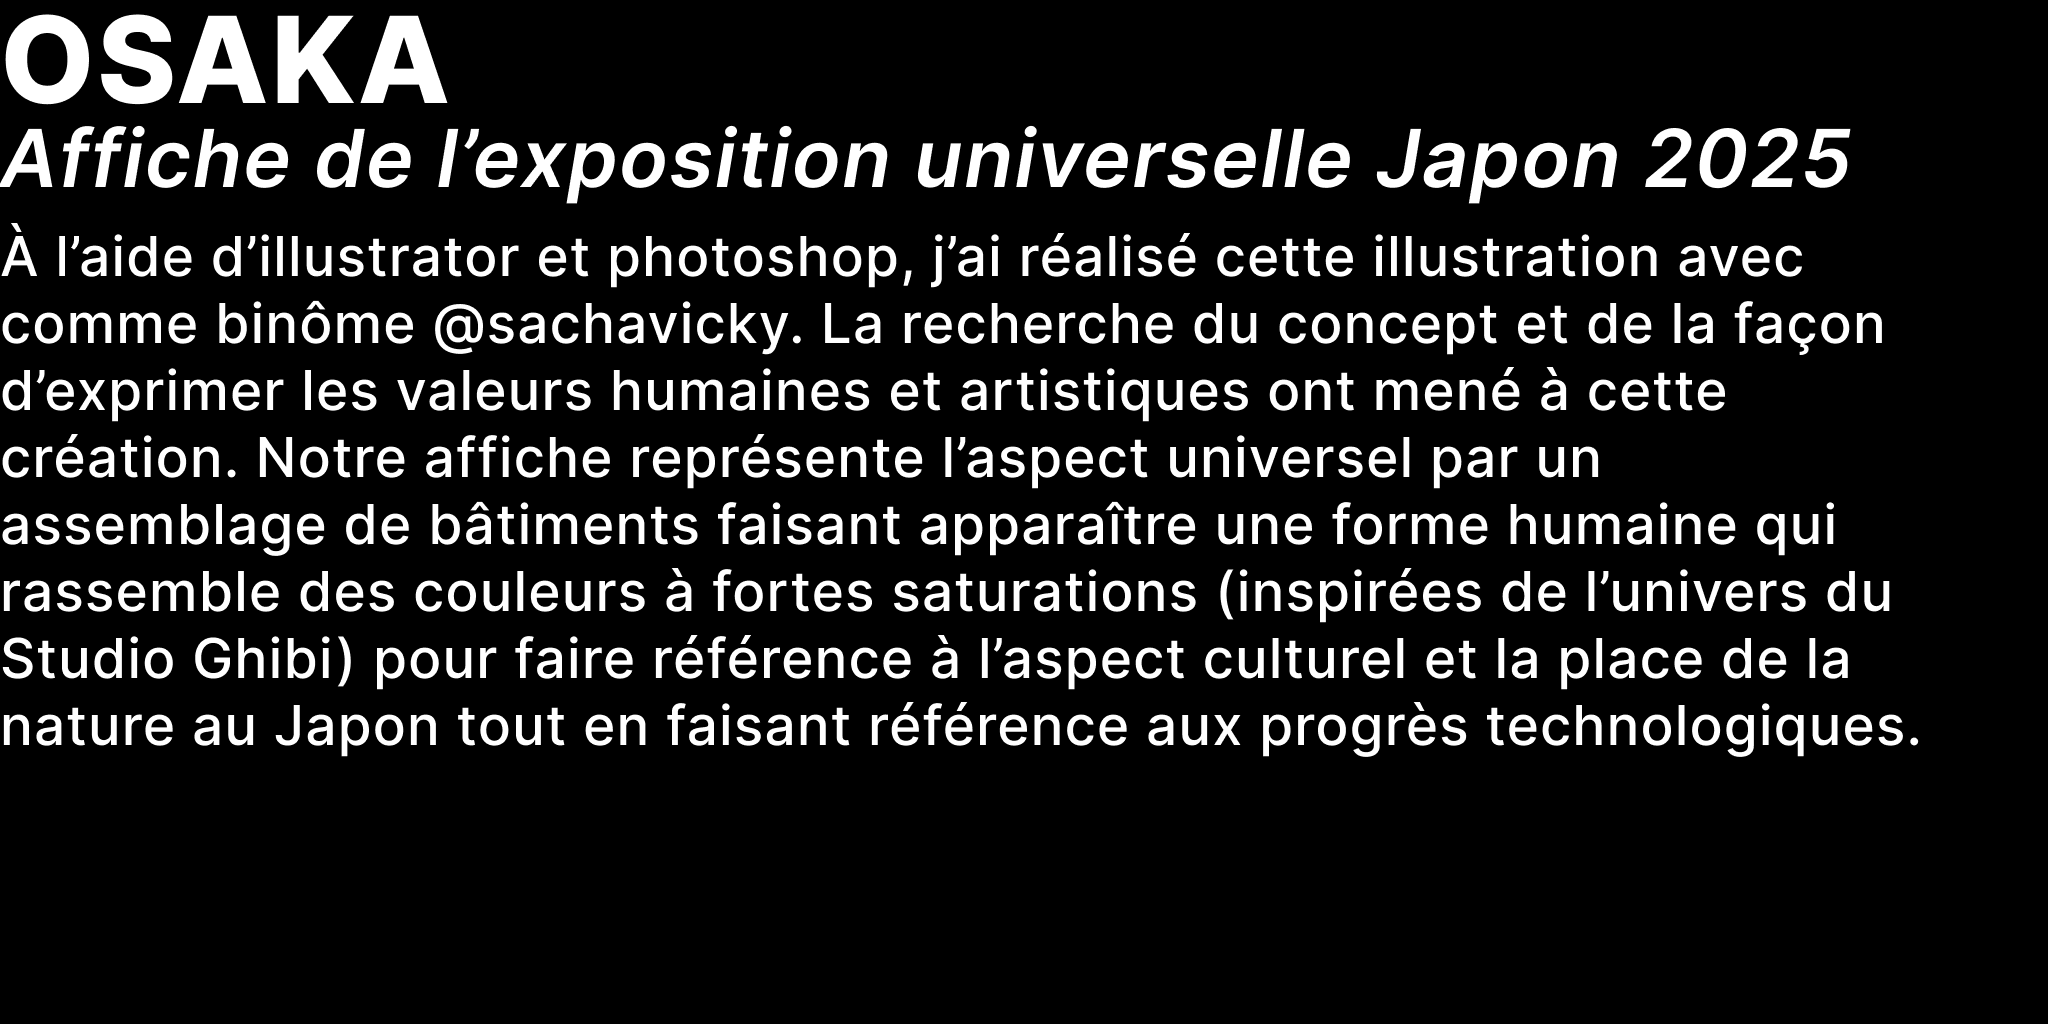 OSAKA
Affiche de l’exposition universelle Japon 2025
À l’aide d’illustrator et photoshop, j’ai réalisé cette illustration avec
comme binôme @sachavicky. La recherche du concept et de la façon
d’exprimer les valeurs humaines et artistiques ont mené à cette
création. Notre affiche représente l’aspect universel par un
assemblage de bâtiments faisant apparaître une forme humaine qui
rassemble des couleurs à fortes saturations (inspirées de l’univers du
Studio Ghibi) pour faire référence à l’aspect culturel et la place de la
nature au Japon tout en faisant référence aux progrès technologiques.